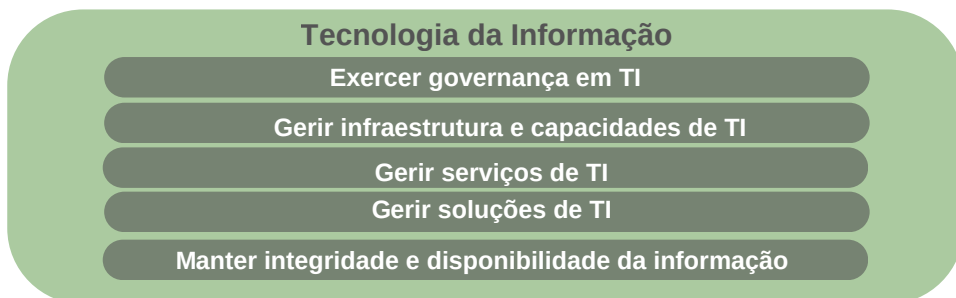 Tecnologia da Informação
Exercer governança em TI
Gerir infraestrutura e capacidades de TI
Gerir serviços de TI
Gerir soluções de TI
Manter integridade e disponibilidade da informação